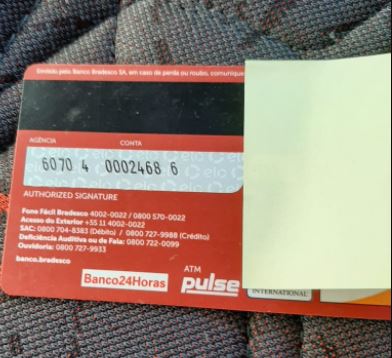 Emitido pelo Banco Bradesco SA, em caso de perda ou roubo, comunique
AGÊNCIA CONTA
6070 4 0002468 6
AUTHORIZED SIGNATURE
Fone Fácil Bradesco 4002-0022 / 0800 570-0022
Acesso do Exterior +55 11 4002-0022
SAC: 0800 704-8383 (Débito) / 0800 727-9988 (Crédito)
Deficiência Auditiva ou de Fala: 0800 722-0099
Ouvidoria: 0800 727-9933
banco.bradesco
Banco24Horas
ATM
pulse
INTERNATIONAL